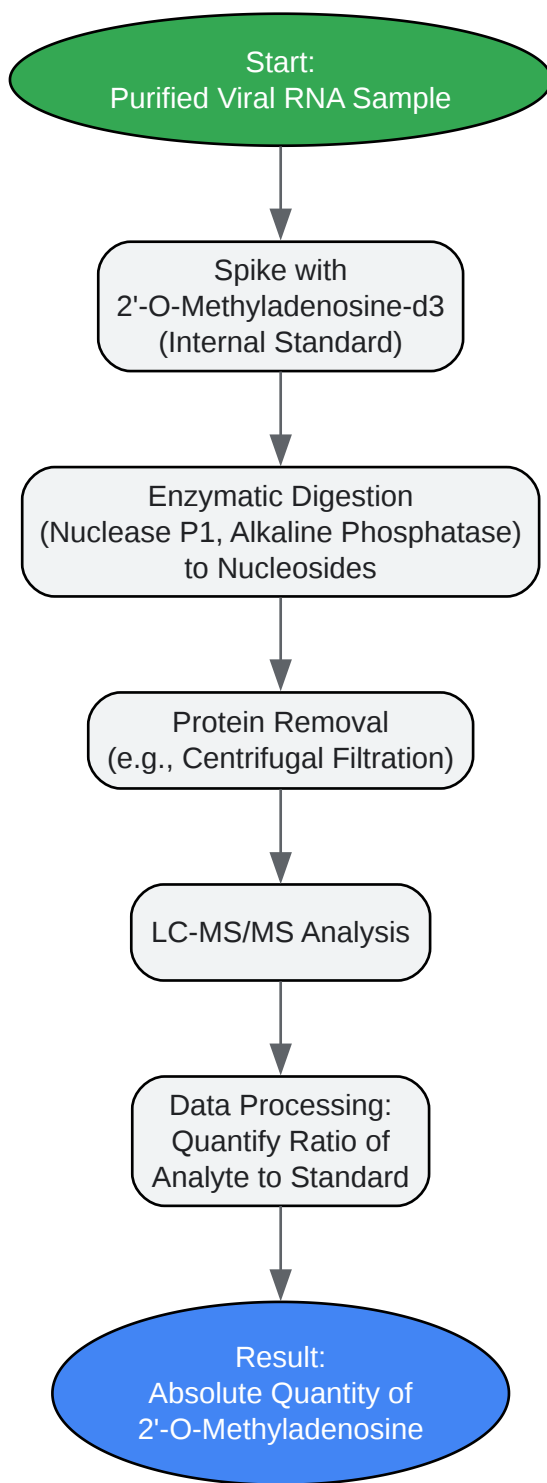 Start:
Purified Viral RNA Sample
Spike with
2'-O-Methyladenosine-d3
(Internal Standard)
Enzymatic Digestion
(Nuclease P1, Alkaline Phosphatase)
to Nucleosides
Protein Removal
(e.g., Centrifugal Filtration)
LC-MS/MS Analysis
Data Processing:
Quantify Ratio of
Analyte to Standard
Result:
Absolute Quantity of
2'-O-Methyladenosine